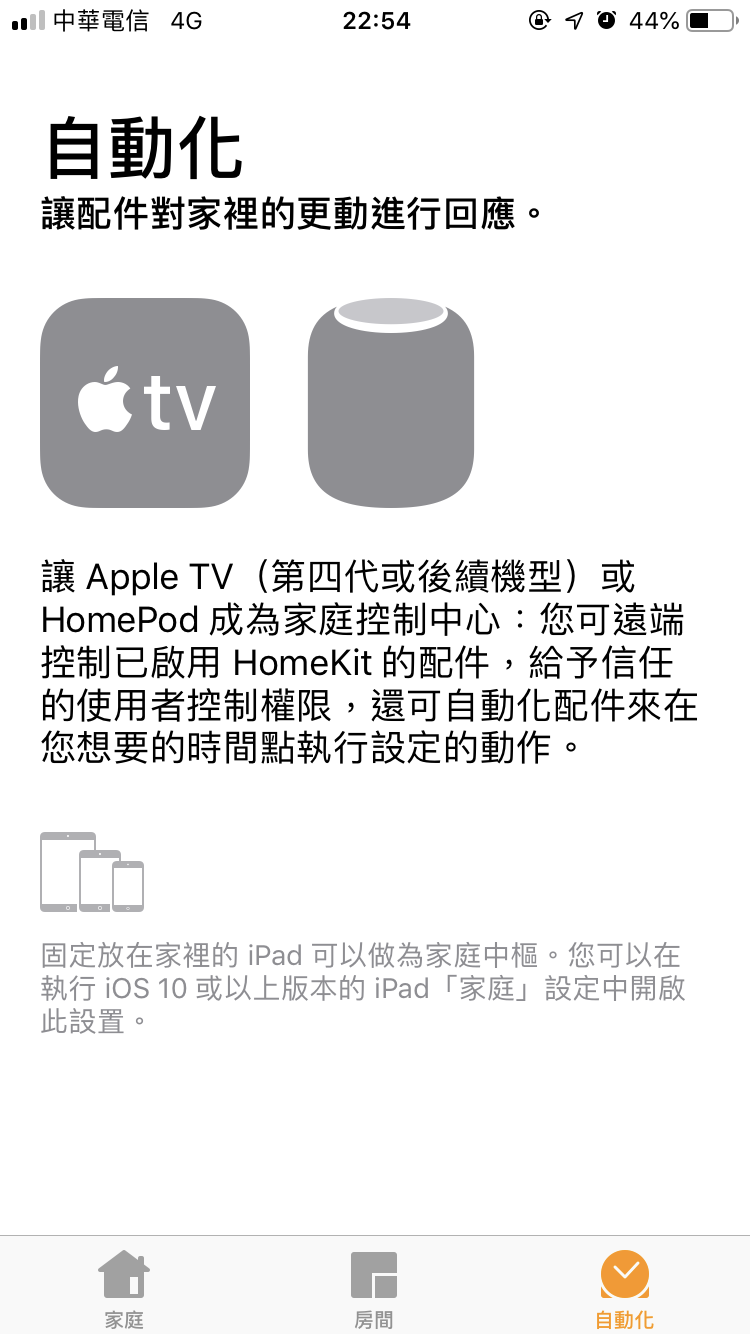 中華電信 4G 22:54 44%
自動化
讓配件對家裡的更動進行回應。
tv
讓 Apple TV（第四代或後續機型）或
HomePod 成為家庭控制中心：您可遠端
控制已啟用 HomeKit 的配件，給予信任
的使用者控制權限，還可自動化配件來在
您想要的時間點執行設定的動作。
固定放在家裡的 iPad 可以做為家庭中樞。您可以在
執行 iOS 10 或以上版本的 iPad「家庭」設定中開啟
此設置。
家庭 房間 自動化